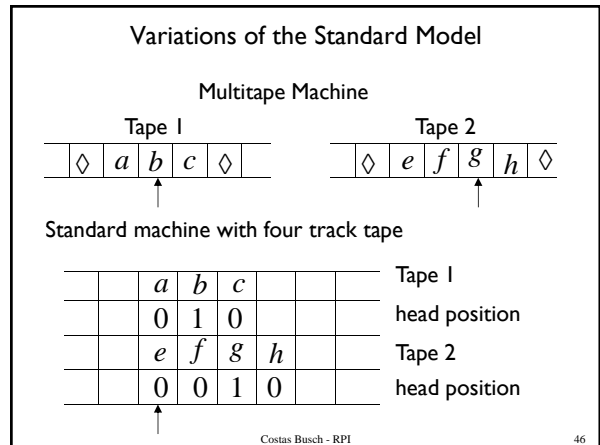 Variations of the Standard Model
Multitape Machine
Tape 1 Tape 2
◊ a b c ◊ ◊ e f g h ◊
Standard machine with four track tape
a b c Tape 1
0 1 0 head position
e f g h Tape 2
0 0 1 0 head position
Costas Busch - RPI 46